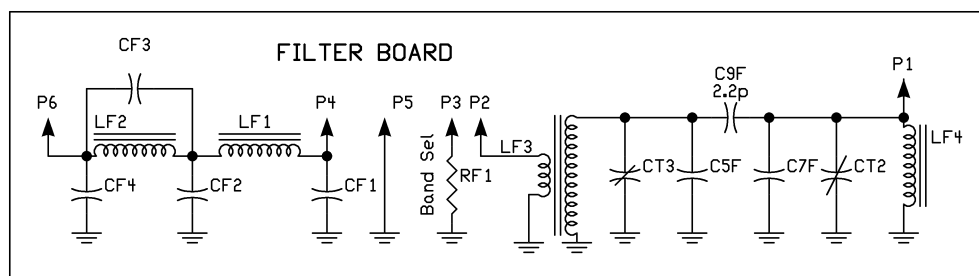 FILTER BOARD
CF3
P6
LF2
LF1
P4
CF4
CF2
CF1
P5
P3
P2
Band Sel
RF1
LF3
CT3
C5F
C9F
2.2p
C7F
CT2
P1
LF4